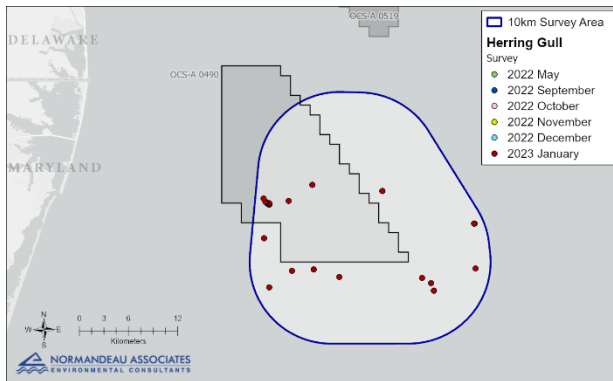 OCS-A 0519
DELAWARE
OCS-A 0490
MARYLAND
10km Survey Area
Herring Gull
Survey
2022 May
2022 September
2022 October
2022 November
2022 December
2023 January
N
W E
S
0 3 6 12
Kilometers
NORMANDEAU ASSOCIATES
ENVIRONMENTAL CONSULTANTS